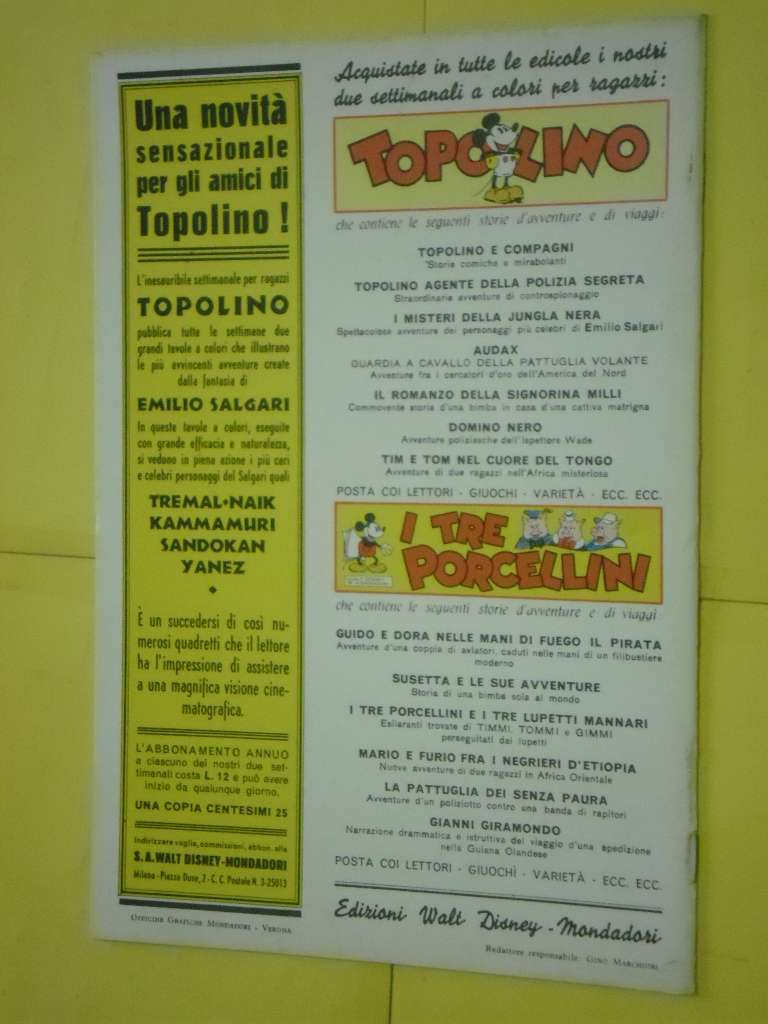 Una novità
sensazionale
per gli amici di
Topolino !
L'inesauribile settimanale per ragazzi
TOPOLINO
pubblica tutte le settimane due
grandi tavole a colori che illustrano
le più avvincenti avventure create
dalla fantasia di
EMILIO SALGARI
In queste tavole a colori, eseguite
con grande efficacia e naturalezza,
si vedono in piena azione i più cari
e celebri personaggi del Salgari quali
TREMAL-NAIK
KAMMAMURI
SANDOKAN
YANEZ
È un succedersi di così nu-
merosi quadretti che il lettore
ha l'impressione di assistere
a una magnifica visione cine-
matografica.
L'ABBONAMENTO ANNUO
a ciascuno dei nostri due set-
timanali costa L. 12 e può avere
inizio da qualunque giorno.
UNA COPIA CENTESIMI 25
Indirizzare vaglia, commissioni, abbon. alla
S. A. WALT DISNEY-MONDADORI
Milano - Piazza Duse, 2 - C. C. Postale N. 3-25013
OFFICINE GRAFICHE MONDADORI - VERONA
Acquistate in tutte le edicole i nostri
due settimanali a colori per ragazzi :
TOPOLINO
che contiene le seguenti storie d'avventure e di viaggi:
TOPOLINO E COMPAGNI
Storie comiche e mirabolanti
TOPOLINO AGENTE DELLA POLIZIA SEGRETA
Straordinarie avventure di controspionaggio
I MISTERI DELLA JUNGLA NERA
Spettacolose avventure dei personaggi più celebri di Emilio Salgari
AUDAX
GUARDIA A CAVALLO DELLA PATTUGLIA VOLANTE
Avventure fra i cercatori d'oro dell'America del Nord
IL ROMANZO DELLA SIGNORINA MILLI
Commovente storia d'una bimba in casa d'una cattiva matrigna
DOMINO NERO
Avventure poliziesche dell'Ispettore Wade
TIM E TOM NEL CUORE DEL TONGO
Avventure di due ragazzi nell'Africa misteriosa
POSTA COI LETTORI - GIUOCHI - VARIETÀ - ECC. ECC.
I TRE
PORCELLINI
che contiene le seguenti storie d'avventure e di viaggi:
GUIDO E DORA NELLE MANI DI FUEGO IL PIRATA
Avventure d'una coppia di aviatori, caduti nelle mani di un filibustiere
moderno
SUSETTA E LE SUE AVVENTURE
Storia di una bimba sola al mondo
I TRE PORCELLINI E I TRE LUPETTI MANNARI
Esilaranti trovate di TIMMI, TOMMI e GIMMI
perseguitati dai lupetti
MARIO E FURIO FRA I NEGRIERI D'ETIOPIA
Nuove avventure di due ragazzi in Africa Orientale
LA PATTUGLIA DEI SENZA PAURA
Avventure d'un poliziotto contro una banda di rapitori
GIANNI GIRAMONDO
Narrazione drammatica e istruttiva del viaggio d'una spedizione
nella Guiana Olandese
POSTA COI LETTORI - GIUOCHI - VARIETÀ - ECC. ECC.
Edizioni Walt Disney - Mondadori
Redattore responsabile: GINO MARCHIORI